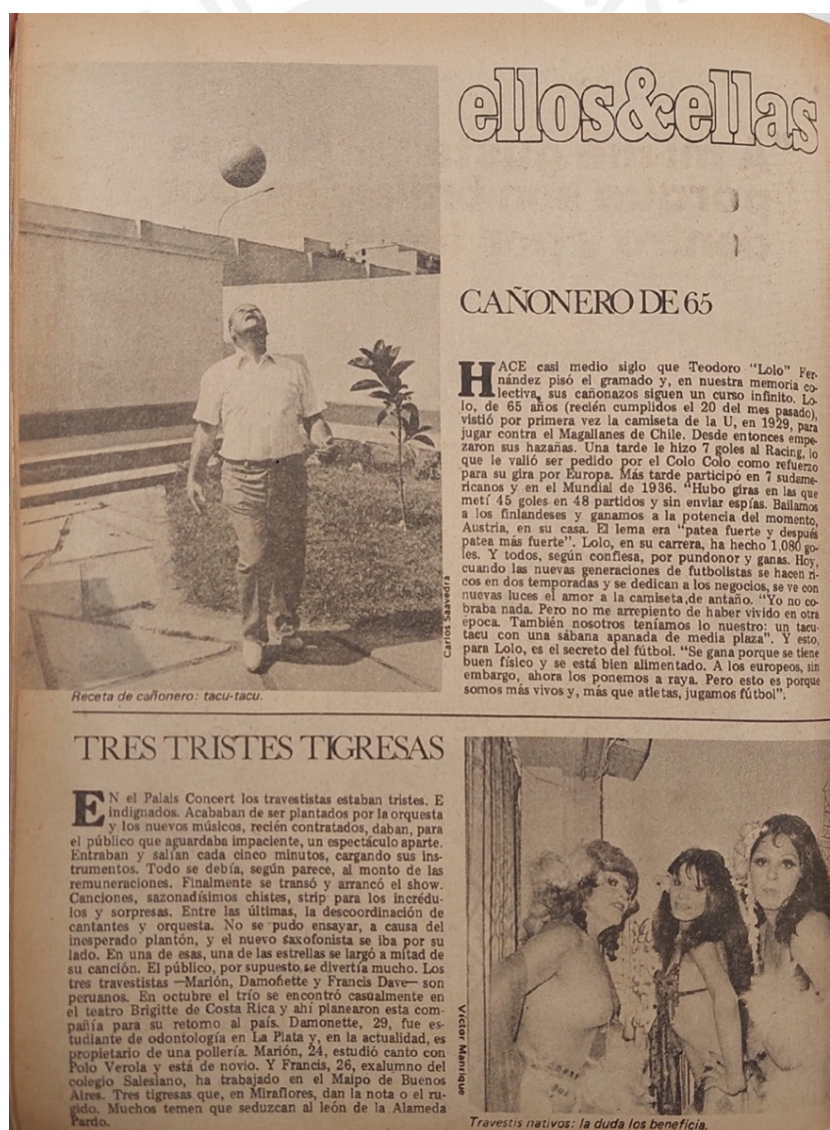 ellos&ellas
CAÑONERO DE 65
HACE casi medio siglo que Teodoro "Lolo" Fer-
nández pisó el gramado y, en nuestra memoria co-
lectiva, sus cañonazos siguen un curso infinito. Lo-
lo, de 65 años (recién cumplidos el 20 del mes pasado),
vistió por primera vez la camiseta de la U, en 1929, para
jugar contra el Magallanes de Chile. Desde entonces empe-
zaron sus hazañas. Una tarde le hizo 7 goles al Racing, lo
que le valió ser pedido por el Colo Colo como refuerzo
para su gira por Europa. Más tarde participó en 7 sudame-
ricanos y en el Mundial de 1936. "Hubo giras en las que
metí 45 goles en 48 partidos y sin enviar espías. Bailamos
a los finlandeses y ganamos a la potencia del momento,
Austria, en su casa. El lema era "patea fuerte y después
patea más fuerte". Lolo, en su carrera, ha hecho 1,080 go-
les. Y todos, según confiesa, por pundonor y ganas. Hoy,
cuando las nuevas generaciones de futbolistas se hacen ri-
cos en dos temporadas y se dedican a los negocios, se ve con
nuevas luces el amor a la camiseta de antaño. "Yo no co-
braba nada. Pero no me arrepiento de haber vivido en otra
época. También nosotros teníamos lo nuestro: un tacu-
tacu con una sábana apanada de media plaza". Y esto,
para Lolo, es el secreto del fútbol. "Se gana porque se tiene
buen físico y se está bien alimentado. A los europeos, sin
embargo, ahora los ponemos a raya. Pero esto es porque
somos más vivos y, más que atletas, jugamos fútbol".
Carlos Saavedra
Receta de cañonero: tacu-tacu.
TRES TRISTES TIGRESAS
EN el Palais Concert los travestistas estaban tristes. E
indignados. Acababan de ser plantados por la orquesta
y los nuevos músicos, recién contratados, daban, para
el público que aguardaba impaciente, un espectáculo aparte.
Entraban y salían cada cinco minutos, cargando sus ins-
trumentos. Todo se debía, según parece, al monto de las
remuneraciones. Finalmente se transó y arrancó el show.
Canciones, sazonadísimos chistes, strip para los incrédu-
los y sorpresas. Entre las últimas, la descoordinación de
cantantes y orquesta. No se pudo ensayar, a causa del
inesperado plantón, y el nuevo saxofonista se iba por su
lado. En una de esas, una de las estrellas se largó a mitad de
su canción. El público, por supuesto, se divertía mucho. Los
tres travestistas —Marión, Damonette y Francis Dave— son
peruanos. En octubre el trío se encontró casualmente en
el teatro Brigitte de Costa Rica y ahí planearon esta com-
pañía para su retorno al país. Damonette, 29, fue es-
tudiante de odontología en La Plata y, en la actualidad, es
propietario de una pollería. Marión, 24, estudió canto con
Polo Verola y está de novio. Y Francis, 26, exalumno del
colegio Salesiano, ha trabajado en el Maipo de Buenos
Aires. Tres tigresas que, en Miraflores, dan la nota o el ru-
gido. Muchos temen que seduzcan al león de la Alameda
Pardo.
Víctor Manrique
Travestis nativos: la duda los beneficia.